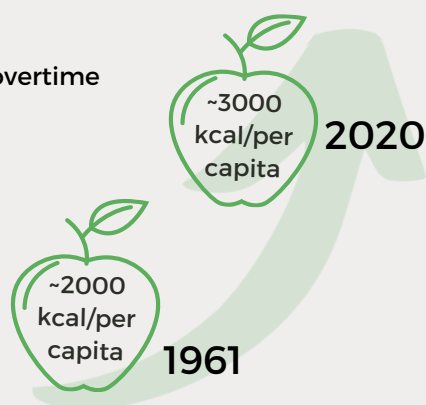 overtime
~3000
kcal/per
capita
2020
~2000
kcal/per
capita
1961